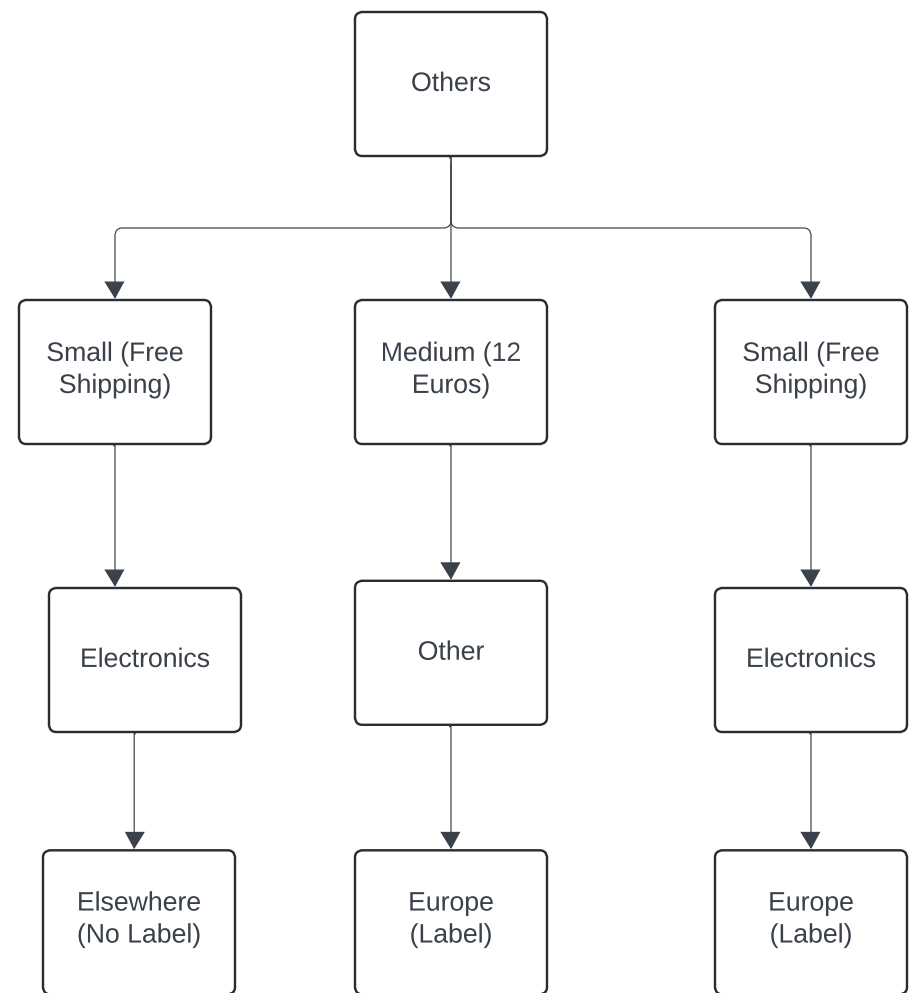 Others
Small (Free
Shipping)
Medium (12
Euros)
Small (Free
Shipping)
Electronics
Other
Electronics
Elsewhere
(No Label)
Europe
(Label)
Europe
(Label)